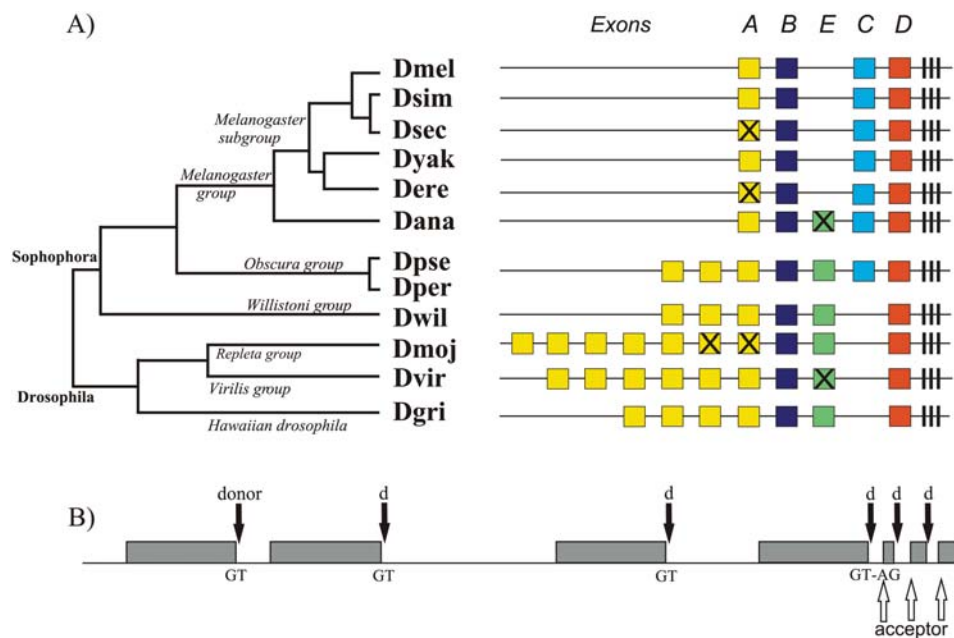 A)
Exons A B E C D
Dmel
Dsim
Melanogaster
subgroup
Dsec
Dyak
Melanogaster
group
Dere
Dana
Sophophora
Obscura group
Dpse
Dper
Willistoni group
Dwil
Dmoj
Repleta group
Drosophila
Virilis group
Dvir
Hawaiian drosophila
Dgri
B)
donor d d d d d
GT GT GT GT-AG
acceptor